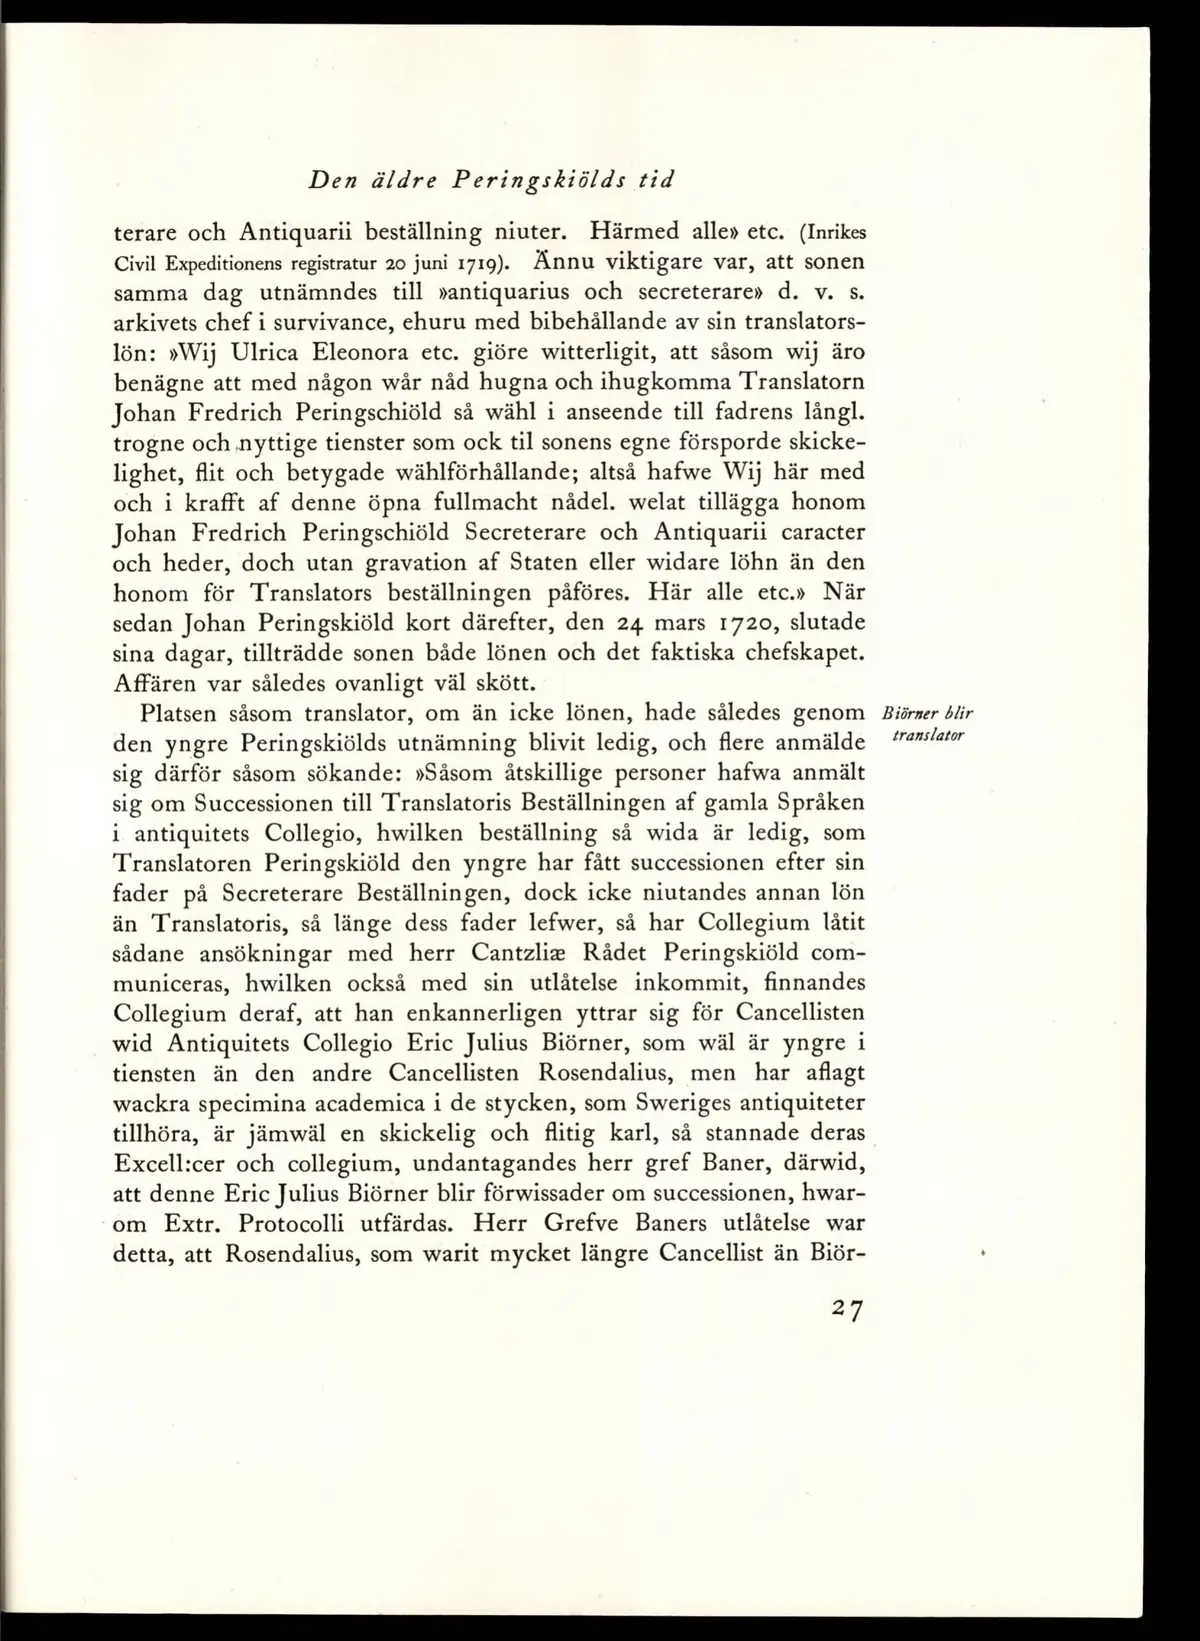 Den äldre Peringskiölds tid
terare och Antiquarii beställning niuter. Härmed alle» etc. (Inrikes
Civil Expeditionens registratur 20 juni 1719). Ännu viktigare var, att sonen
samma dag utnämndes till »antiquarius och secreterare» d. v. s.
arkivets chef i survivance, ehuru med bibehållande av sin translators-
lön: »Wij Ulrica Eleonora etc. giöre witterligit, att såsom wij äro
benägne att med någon wår nåd hugna och ihugkomma Translatorn
Johan Fredrich Peringschiöld så wähl i anseende till fadrens långl.
trogne och nyttige tienster som ock til sonens egne försporde skicke-
lighet, flit och betygade wählförhållande; altså hafwe Wij här med
och i krafft af denne öpna fullmacht nådel. welat tillägga honom
Johan Fredrich Peringschiöld Secreterare och Antiquarii caracter
och heder, doch utan gravation af Staten eller widare löhn än den
honom för Translators beställningen påföres. Här alle etc.» När
sedan Johan Peringskiöld kort därefter, den 24 mars 1720, slutade
sina dagar, tillträdde sonen både lönen och det faktiska chefskapet.
Affären var således ovanligt väl skött.
Platsen såsom translator, om än icke lönen, hade således genom
den yngre Peringskiölds utnämning blivit ledig, och flere anmälde
sig därför såsom sökande: »Såsom åtskillige personer hafwa anmält
sig om Successionen till Translatoris Beställningen af gamla Språken
i antiquitets Collegio, hwilken beställning så wida är ledig, som
Translatoren Peringskiöld den yngre har fått successionen efter sin
fader på Secreterare Beställningen, dock icke niutandes annan lön
än Translatoris, så länge dess fader lefwer, så har Collegium låtit
sådane ansökningar med herr Cantzliæ Rådet Peringskiöld com-
municeras, hwilken också med sin utlåtelse inkommit, finnandes
Collegium deraf, att han enkannerligen yttrar sig för Cancellisten
wid Antiquitets Collegio Eric Julius Biörner, som wäl är yngre i
tiensten än den andre Cancellisten Rosendalius, men har aflagt
wackra specimina academica i de stycken, som Sweriges antiquiteter
tillhöra, är jämwäl en skickelig och flitig karl, så stannade deras
Excell:cer och collegium, undantagandes herr gref Baner, därwid,
att denne Eric Julius Biörner blir förwissader om successionen, hwar-
om Extr. Protocolli utfärdas. Herr Grefve Baners utlåtelse war
detta, att Rosendalius, som warit mycket längre Cancellist än Biör-
Biörner blir
translator
27